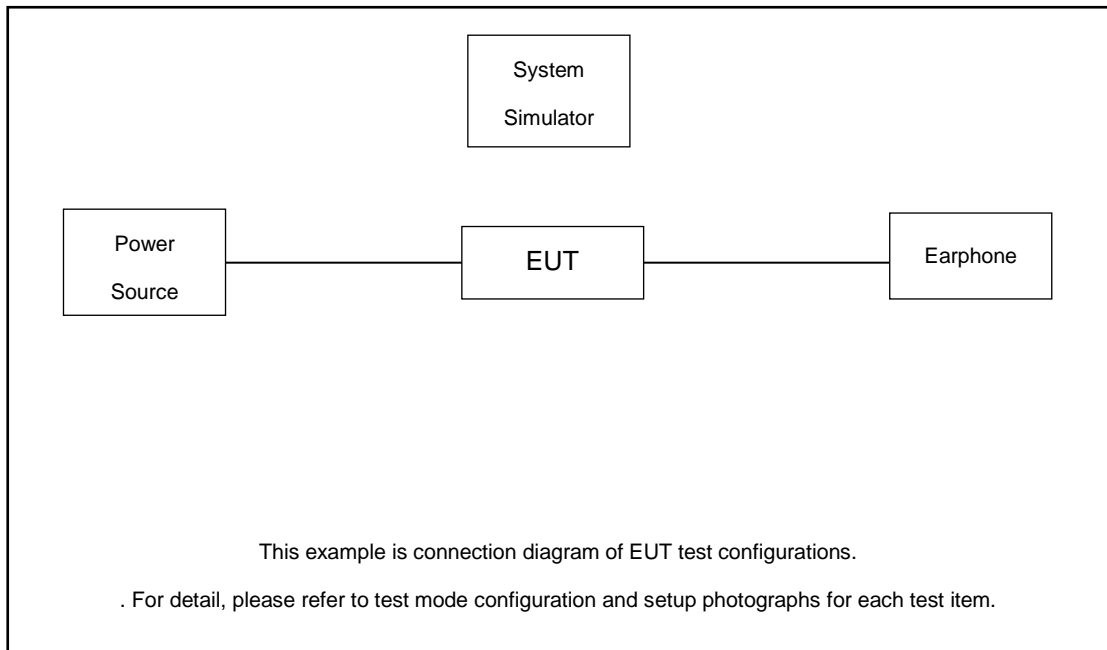 System
Simulator
Power
Source
EUT
Earphone
This example is connection diagram of EUT test configurations.
. For detail, please refer to test mode configuration and setup photographs for each test item.